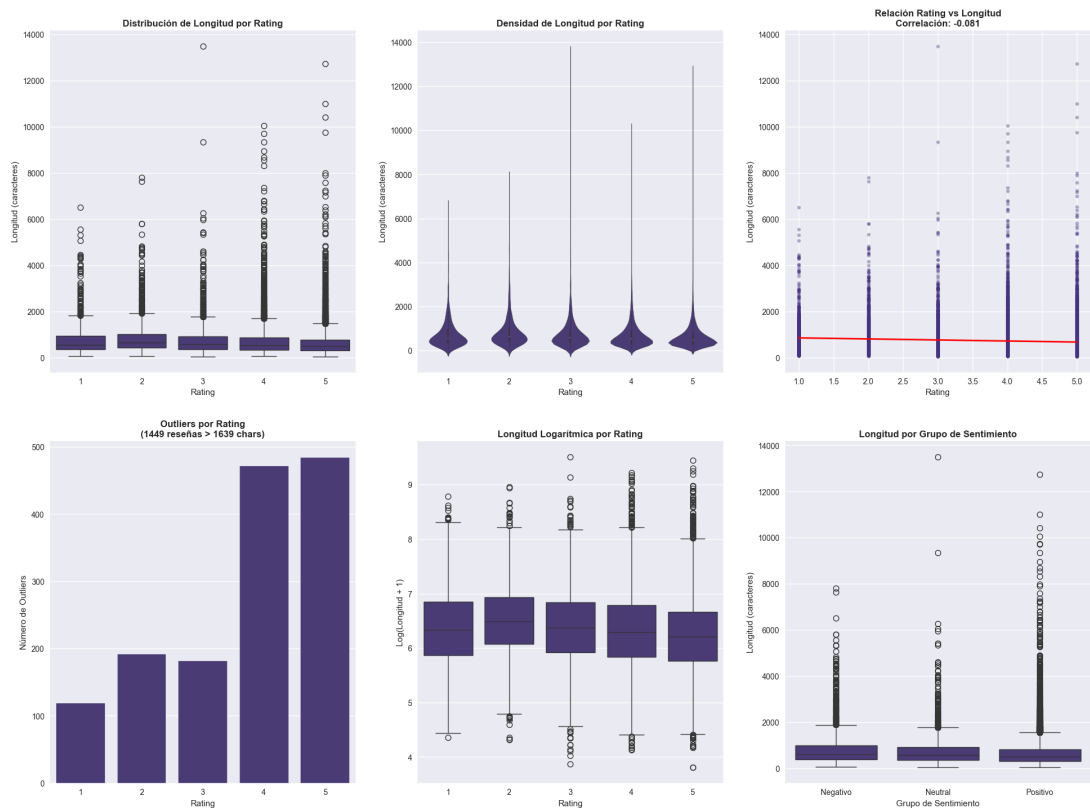 Distribución de Longitud por Rating
14000
12000
10000
8000
6000
4000
2000
0
Longitud (caracteres)
1 2 3 4 5
Rating
Densidad de Longitud por Rating
14000
12000
10000
8000
6000
4000
2000
0
Longitud (caracteres)
1 2 3 4 5
Rating
Relación Rating vs Longitud
Correlación: -0.081
14000
12000
10000
8000
6000
4000
2000
0
Longitud (caracteres)
1.0 1.5 2.0 2.5 3.0 3.5 4.0 4.5 5.0
Rating
Outliers por Rating
(1449 reseñas > 1639 chars)
500
400
300
200
100
0
Número de Outliers
1 2 3 4 5
Rating
Longitud Logarítmica por Rating
9
8
7
6
5
4
Log(Longitud + 1)
1 2 3 4 5
Rating
Longitud por Grupo de Sentimiento
14000
12000
10000
8000
6000
4000
2000
0
Longitud (caracteres)
Negativo Neutral Positivo
Grupo de Sentimiento